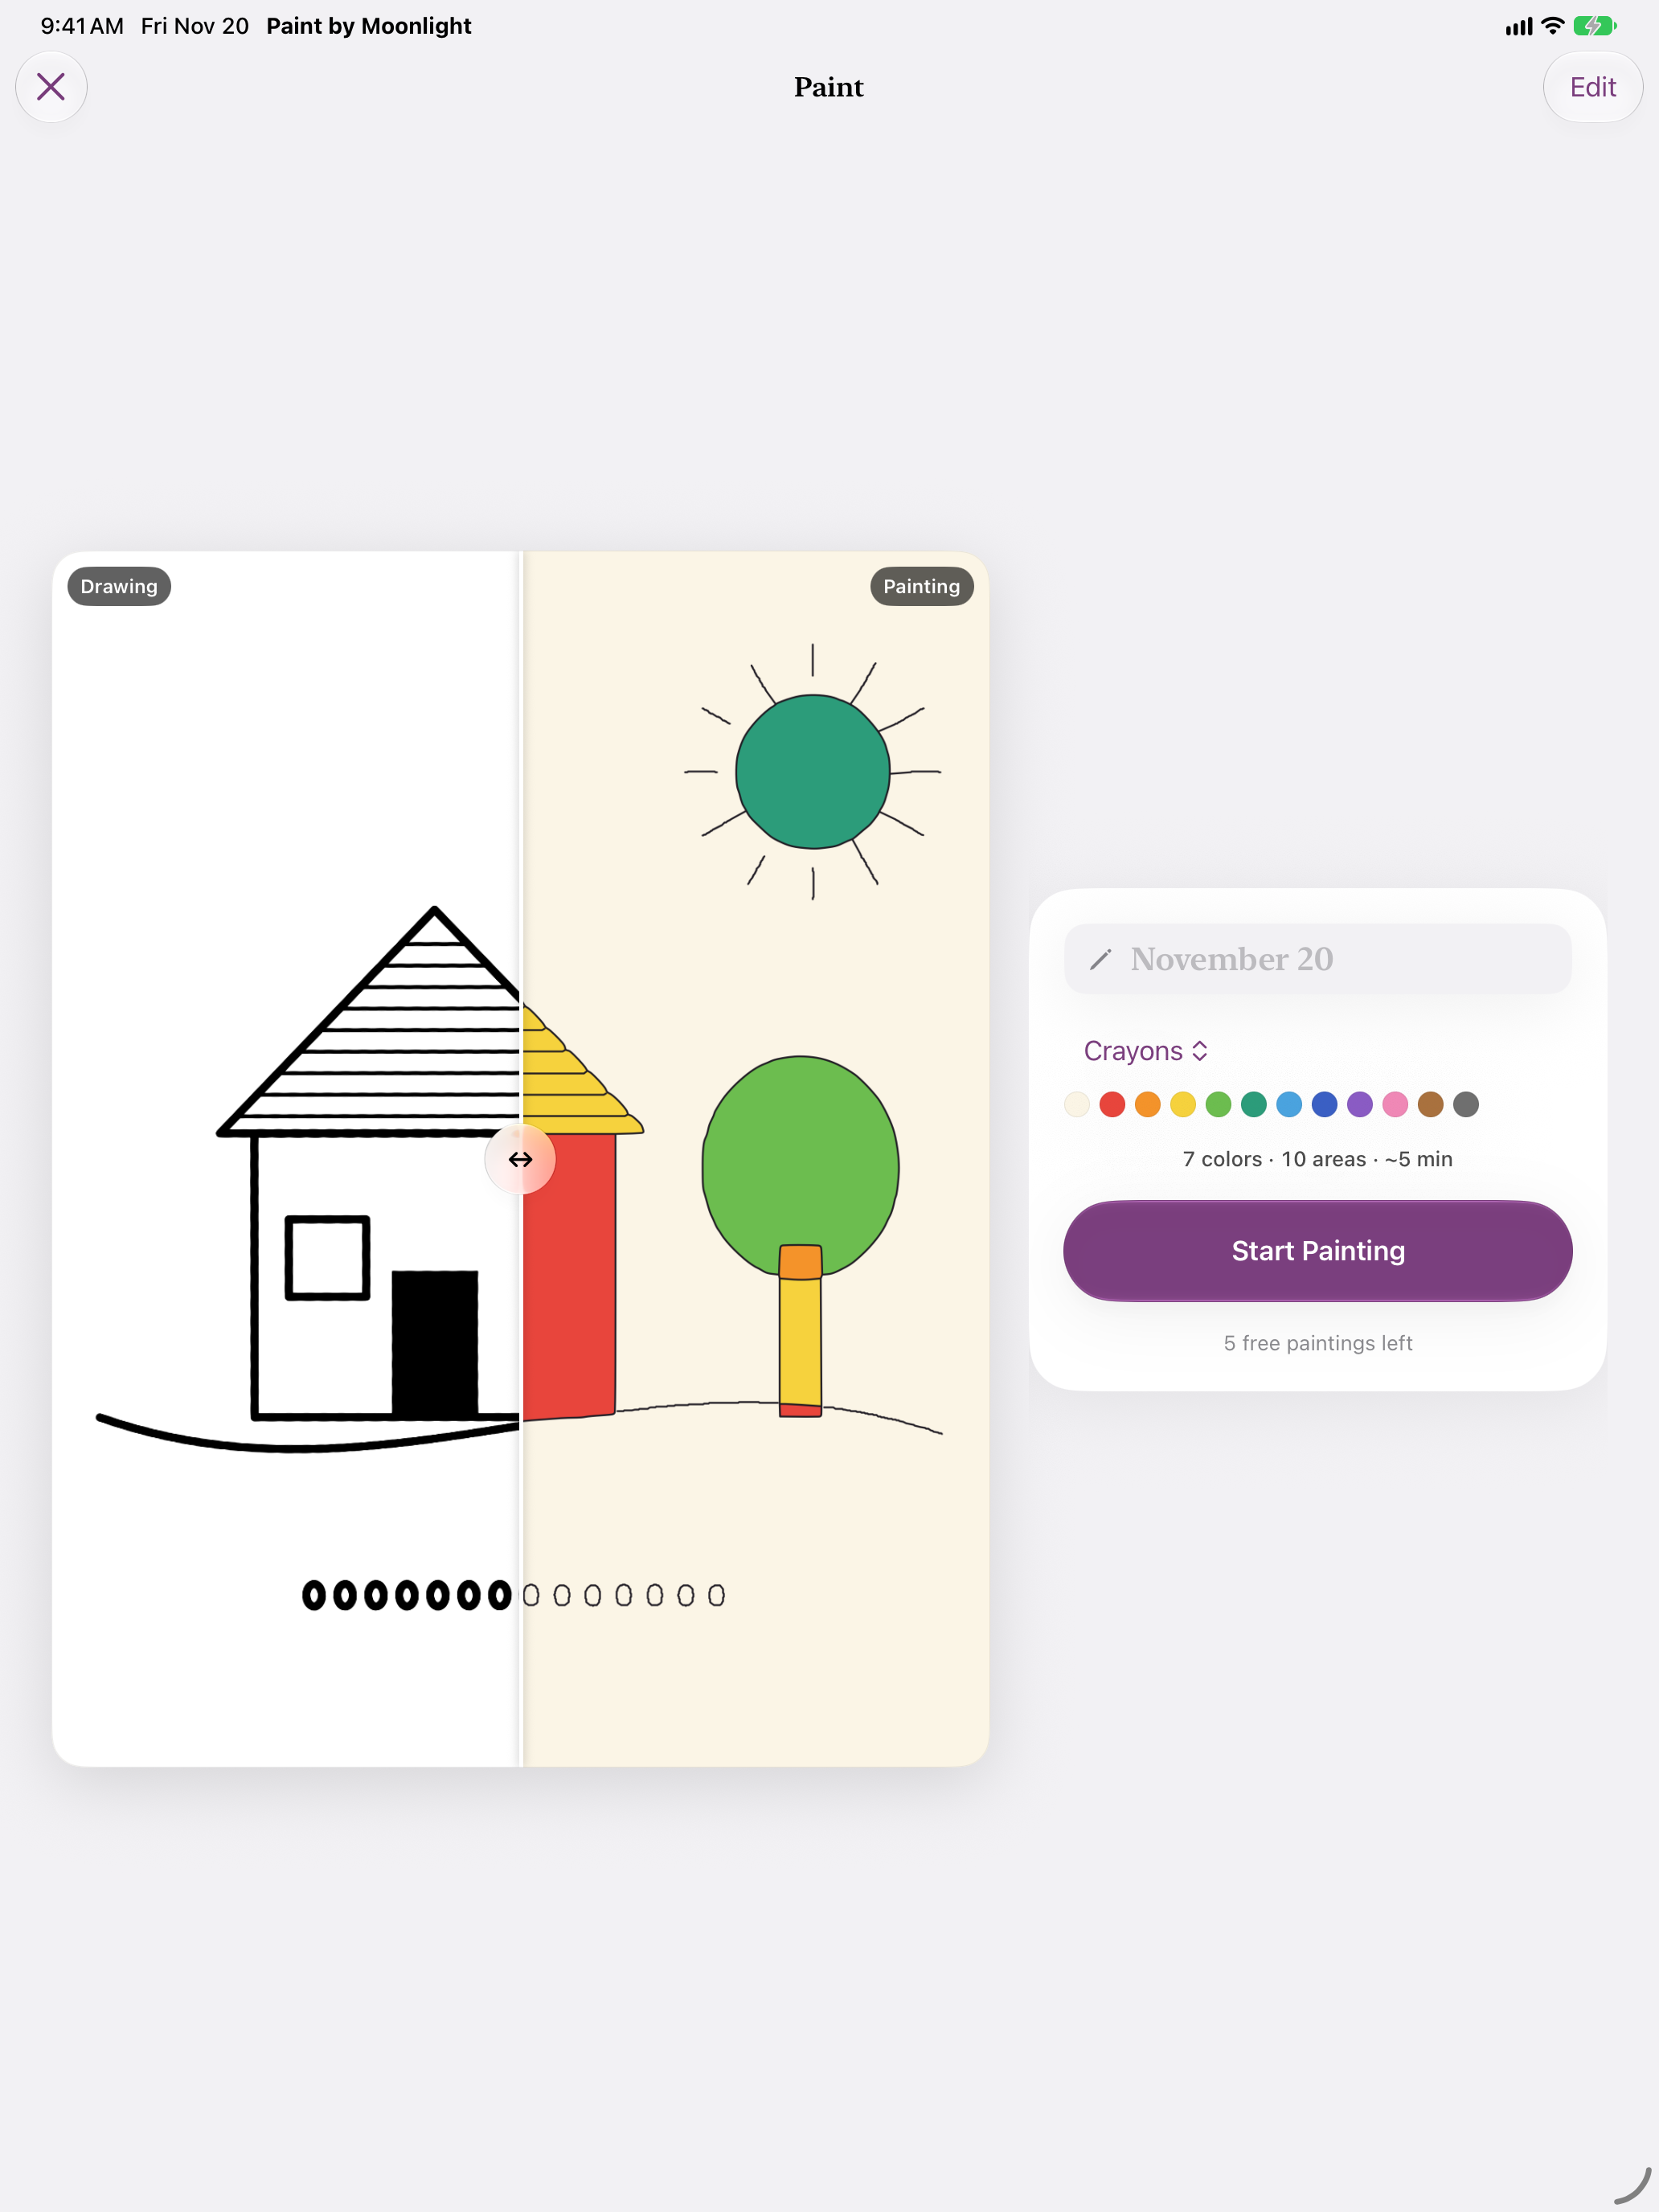 9:41 AM Fri Nov 20 Paint by Moonlight
Paint
Edit
Drawing
Painting
November 20
Crayons
7 colors · 10 areas · ~5 min
Start Painting
5 free paintings left